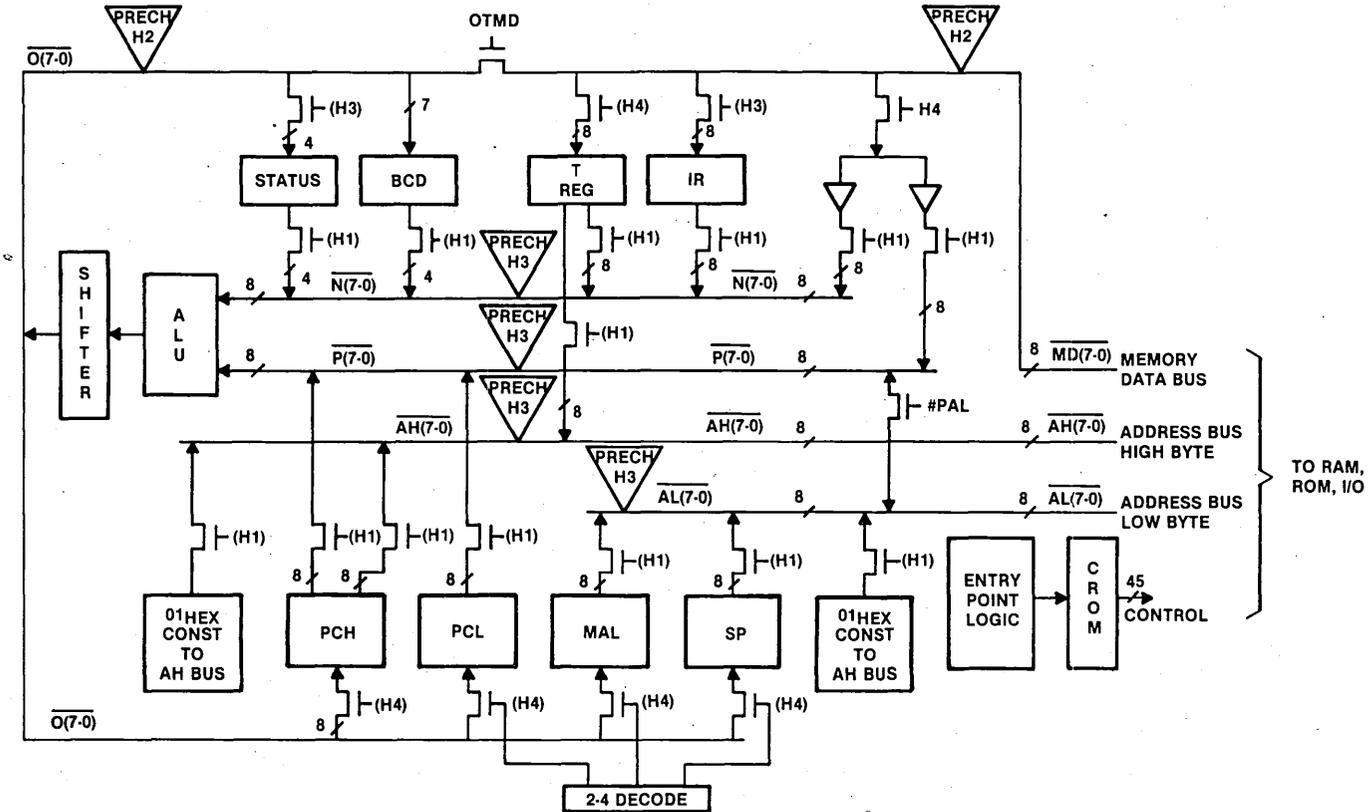 PRECH
H2
OTMD
PRECH
H2
O(7-0)
(H3)
7
(H4)
(H3)
H4
4
8
8
STATUS
BCD
T
REG
IR
(H1)
(H1)
PRECH
H3
(H1)
(H1)
(H1)
(H1)
4
4
8
8
8
8
N(7-0)
N(7-0)
8
8
SHIFTER
ALU
PRECH
H3
(H1)
8
P(7-0)
P(7-0)
8
8
MD(7-0)
MEMORY
DATA BUS
PRECH
H3
8
#PAL
AH(7-0)
AH(7-0)
8
8
AH(7-0)
ADDRESS BUS
HIGH BYTE
PRECH
H3
AL(7-0)
8
8
AL(7-0)
ADDRESS BUS
LOW BYTE
TO RAM,
ROM, I/O
(H1)
(H1)
(H1)
(H1)
(H1)
(H1)
(H1)
8
8
8
8
8
01HEX
CONST
TO
AH BUS
PCH
PCL
MAL
SP
01HEX
CONST
TO
AH BUS
ENTRY
POINT
LOGIC
CROM
45
CONTROL
(H4)
(H4)
(H4)
(H4)
O(7-0)
8
2-4 DECODE